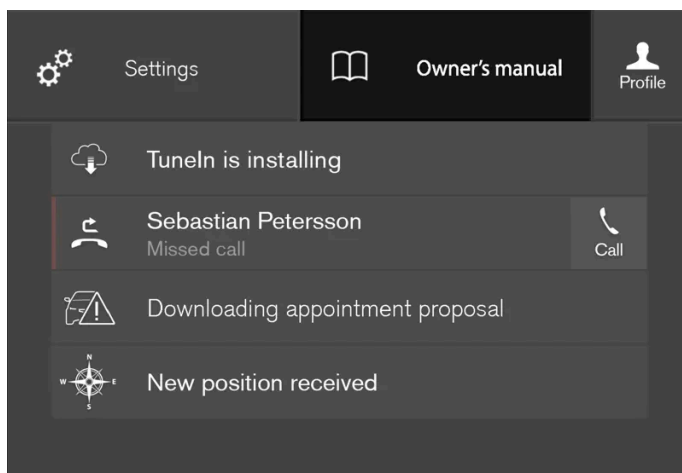 Settings
Owner's manual
Profile
TuneIn is installing
Sebastian Petersson
Missed call
Call
Downloading appointment proposal
New position received
N
W E
S